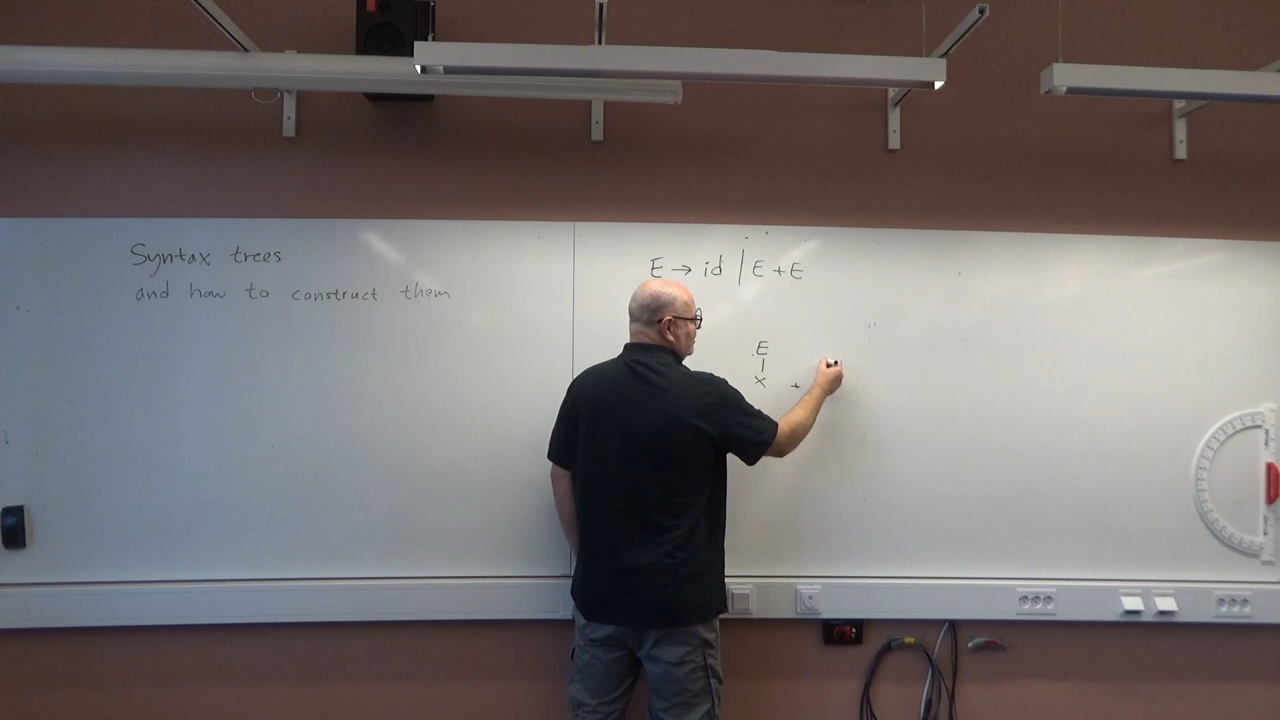 Syntax trees
and how to construct them
E → id | E + E
E
x +